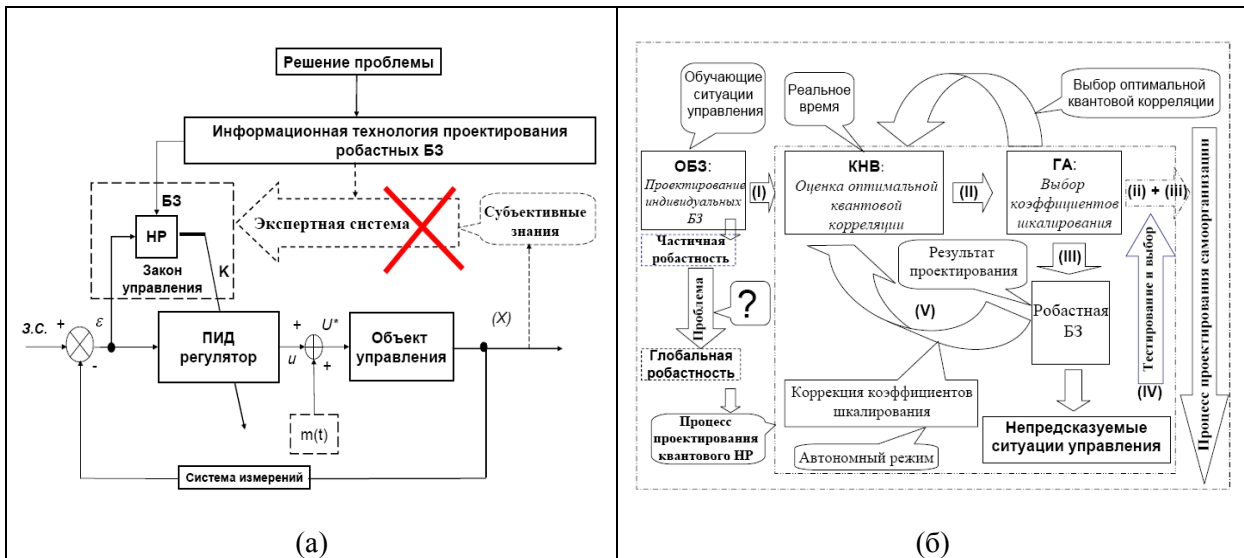 Решение проблемы
Информационная технология проектирования
робастных БЗ
БЗ
НР
Закон
управления
K
Экспертная система
Субъективные
знания
з.с.
+
ε
-
ПИД
регулятор
+
u
U*
+
Объект
управления
(X)
m(t)
Система измерений
(а)
Обучающие
ситуации
управления
Реальное
время
Выбор оптимальной
квантовой корреляции
ОБЗ:
Проектирование
индивидуальных
БЗ
(I)
КНВ:
Оценка оптимальной
квантовой
корреляции
(II)
ГА:
Выбор
коэффициентов
шкалирования
(ii) + (iii)
Частичная
робастность
Проблема
?
Глобальная
робастность
Процесс
проектирования
квантового НР
Результат
проектирования
(III)
(V)
Робастная
БЗ
Коррекция коэффициентов
шкалирования
Автономный режим
Непредсказуемые
ситуации управления
Тестирование и выбор
(IV)
Процесс проектирования самоорганизации
(б)